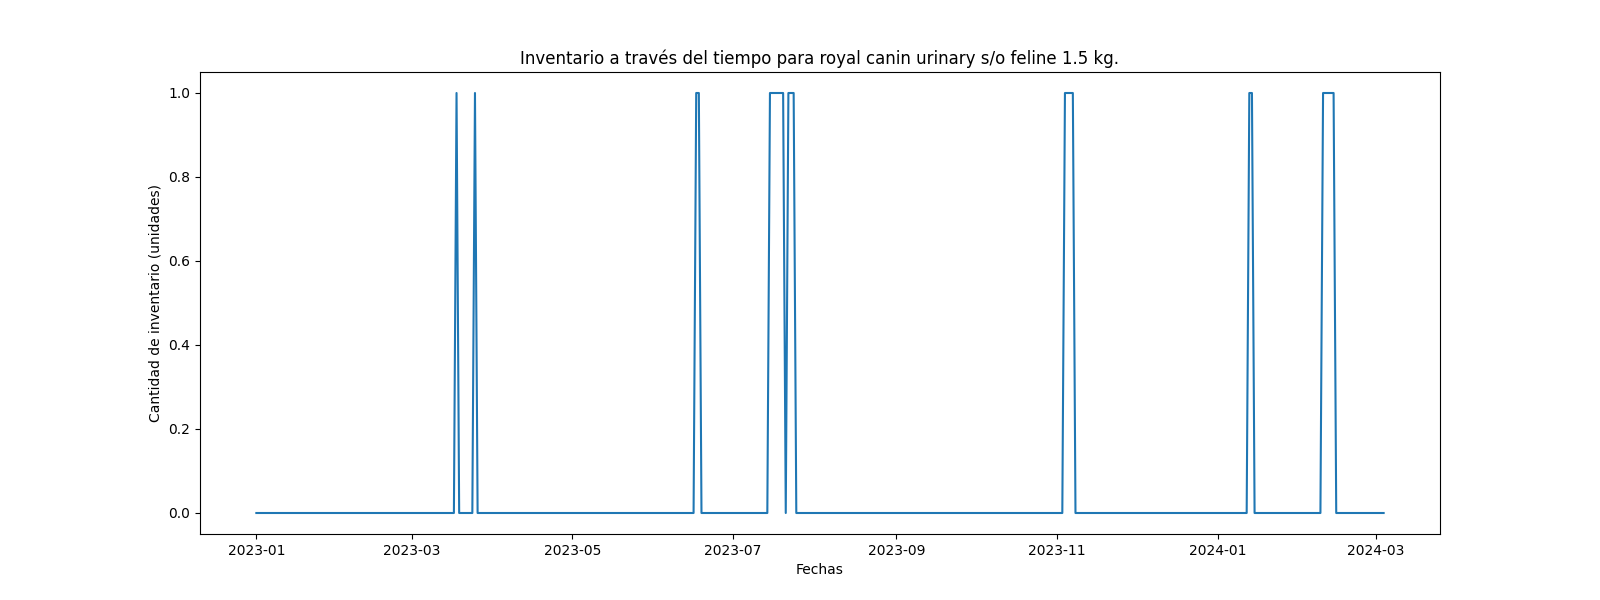 Inventario a través del tiempo para royal canin urinary s/o feline 1.5 kg.
Cantidad de inventario (unidades)
1.0
0.8
0.6
0.4
0.2
0.0
2023-01 2023-03 2023-05 2023-07 2023-09 2023-11 2024-01 2024-03
Fechas